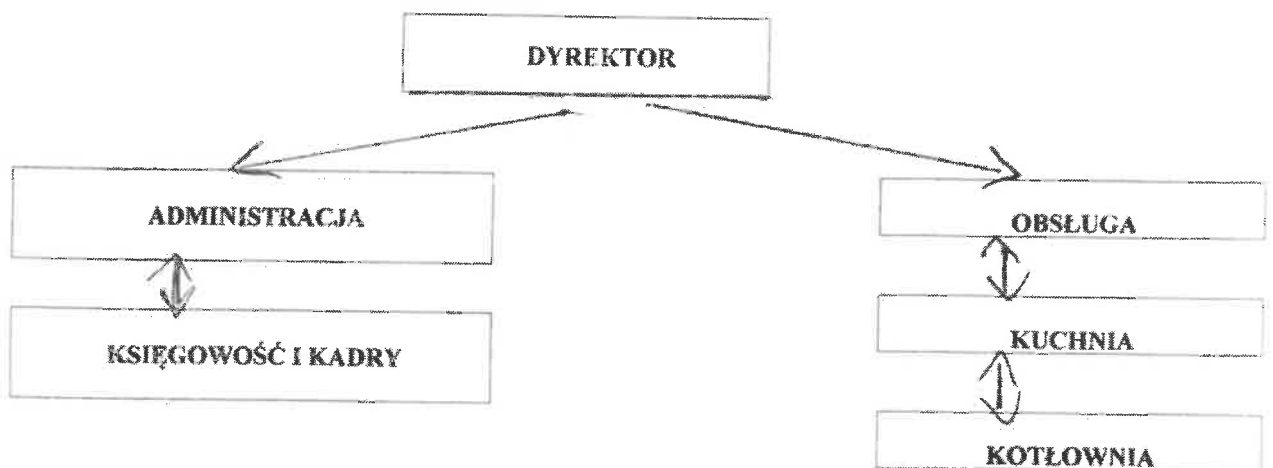 DYREKTOR
ADMINISTRACJA
OBSŁUGA
KSIĘGOWOŚĆ I KADRY
KUCHNIA
KOTŁOWNIA